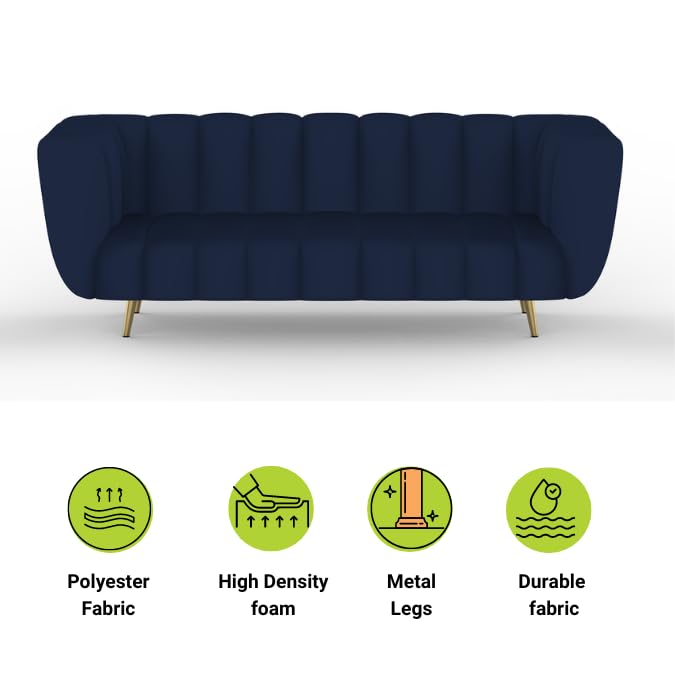 Polyester
Fabric
High Density
foam
Metal
Legs
Durable
fabric